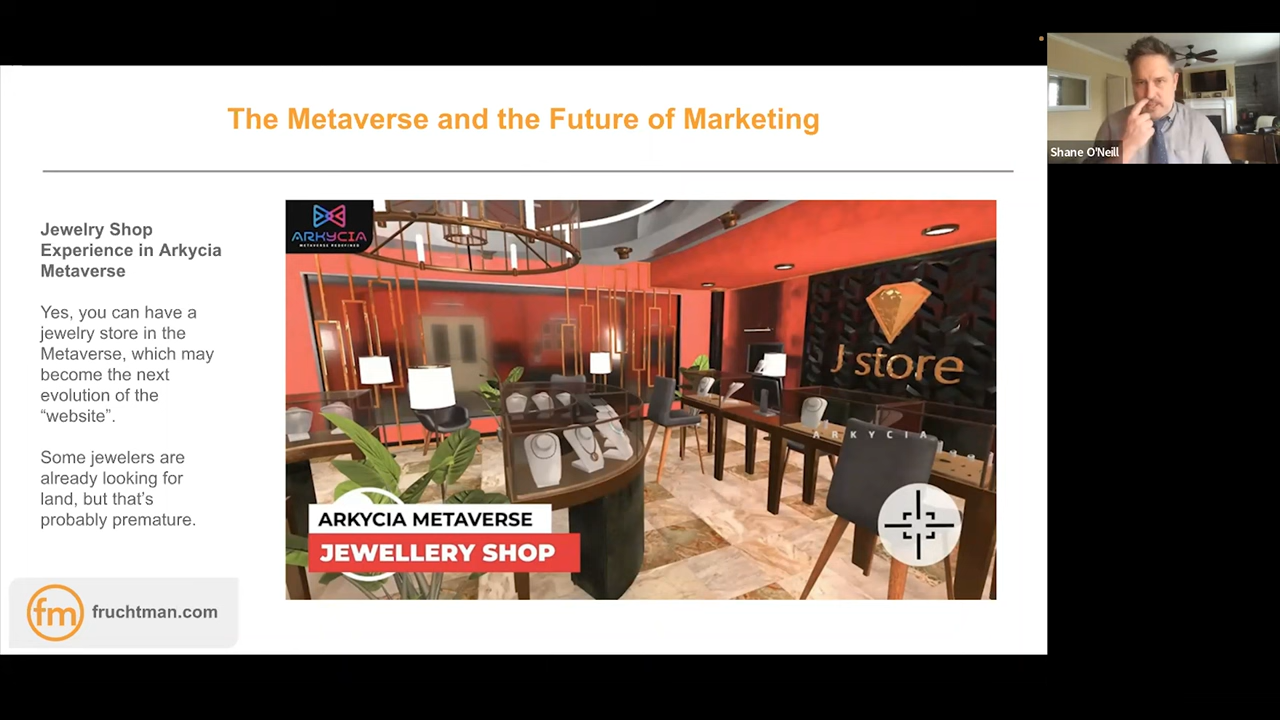 The Metaverse and the Future of Marketing
Shane O'Neill
Jewelry Shop
Experience in Arkycia
Metaverse
Yes, you can have a
jewelry store in the
Metaverse, which may
become the next
evolution of the
“website”.
Some jewelers are
already looking for
land, but that’s
probably premature.
fm fruchtman.com
ARKYCIA
METAVERSE REDEFINED
J store
ARKYCIA
ARKYCIA METAVERSE
JEWELLERY SHOP